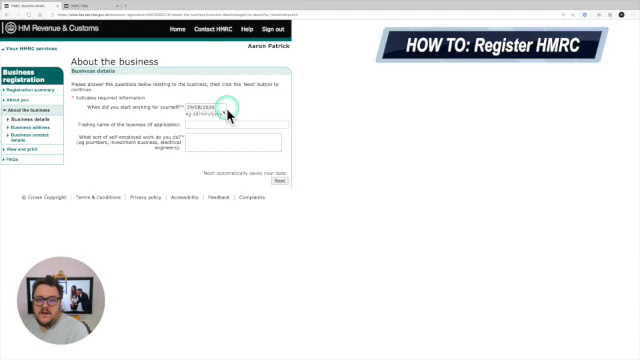 HM Revenue & Customs
Home Contact HMRC Help Sign out
Your HMRC services
Aaron Patrick
HOW TO: Register HMRC
Business registration
Registration summary
About you
About the business
Business details
Business address
Business contact details
View and print
FAQs
About the business
Business details
Please answer the questions below relating to the business, then click the 'Next' button to continue.
* indicates required information
When did you start working for yourself?* 29/08/2020
eg dd/mm/yyyy
Trading name of the business (if applicable):
What sort of self-employed work do you do?*
(eg plumbers, investment business, electrical engineers):
'Next' automatically saves your data
Next
© Crown Copyright | Terms & Conditions | Privacy policy | Accessibility | Feedback | Complaints